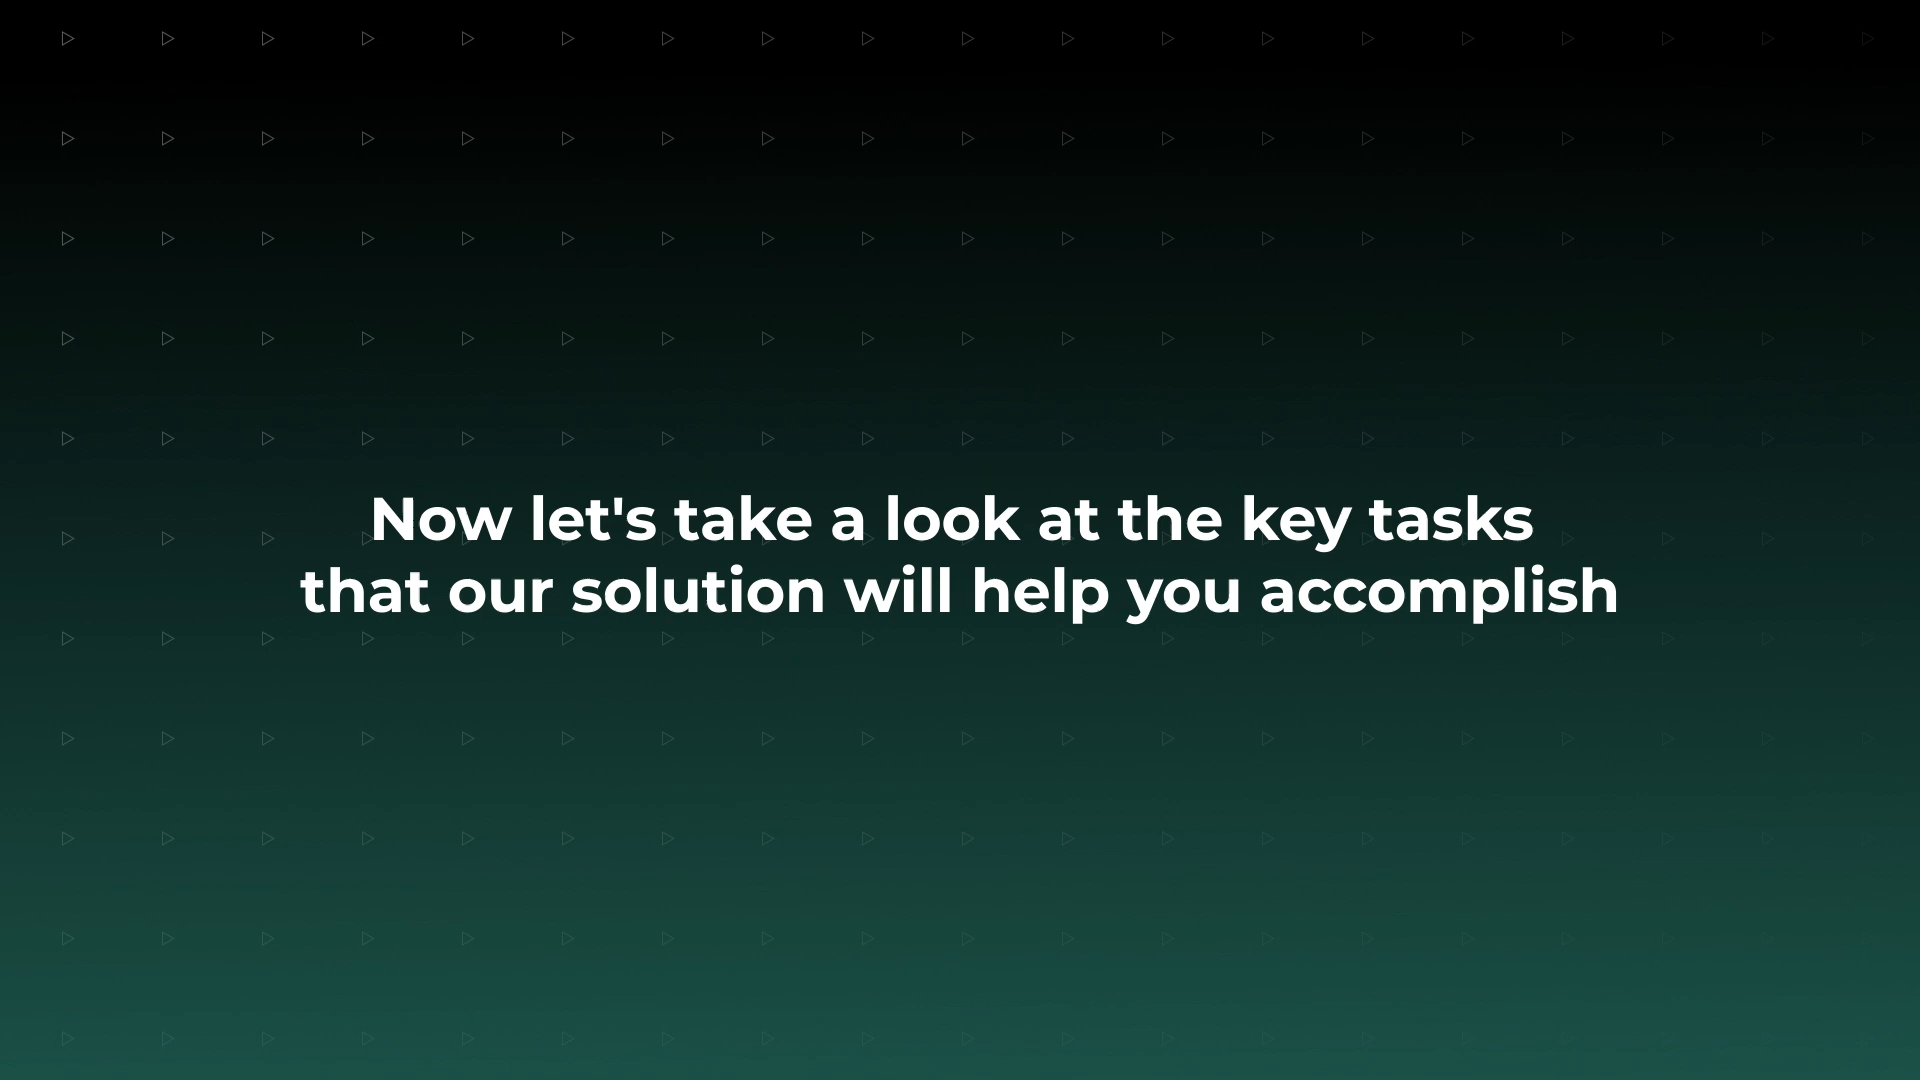 Now let's take a look at the key tasks
that our solution will help you accomplish